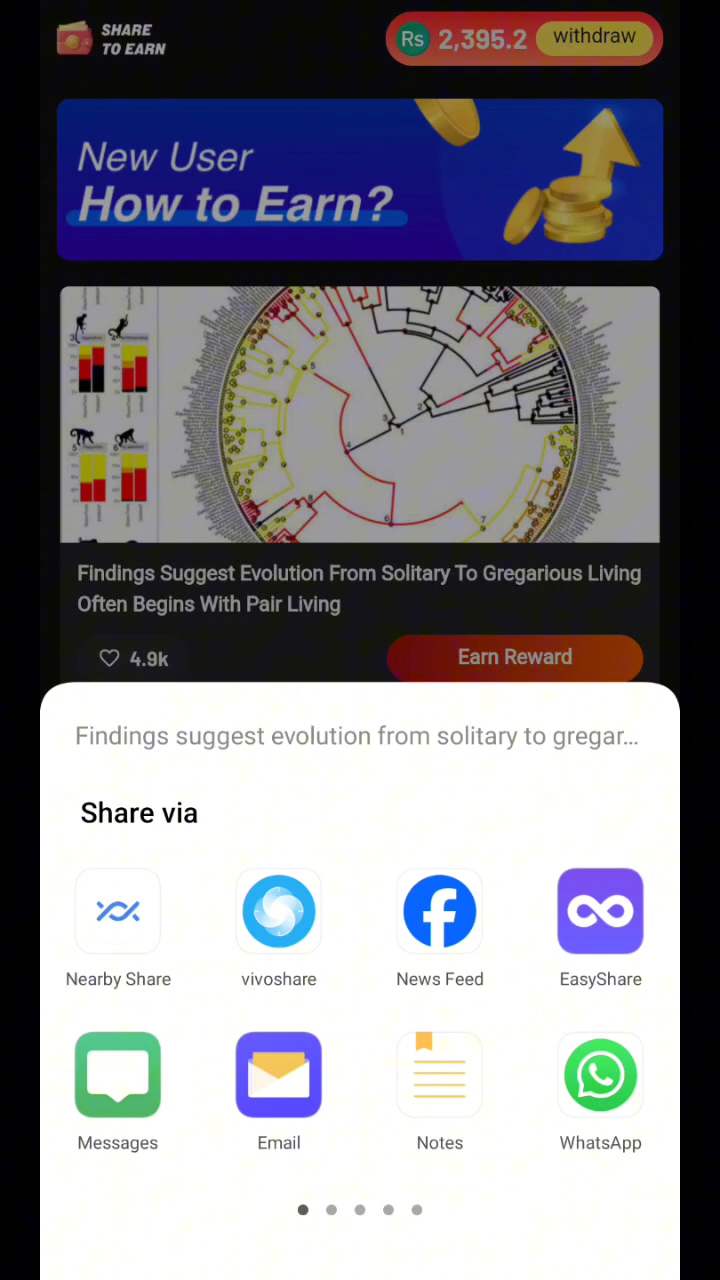 SHARE
TO EARN
Rs 2,395.2 withdraw
New User
How to Earn?
Findings Suggest Evolution From Solitary To Gregarious Living
Often Begins With Pair Living
4.9k
Earn Reward
Findings suggest evolution from solitary to gregar...
Share via
Nearby Share
vivoshare
News Feed
EasyShare
Messages
Email
Notes
WhatsApp